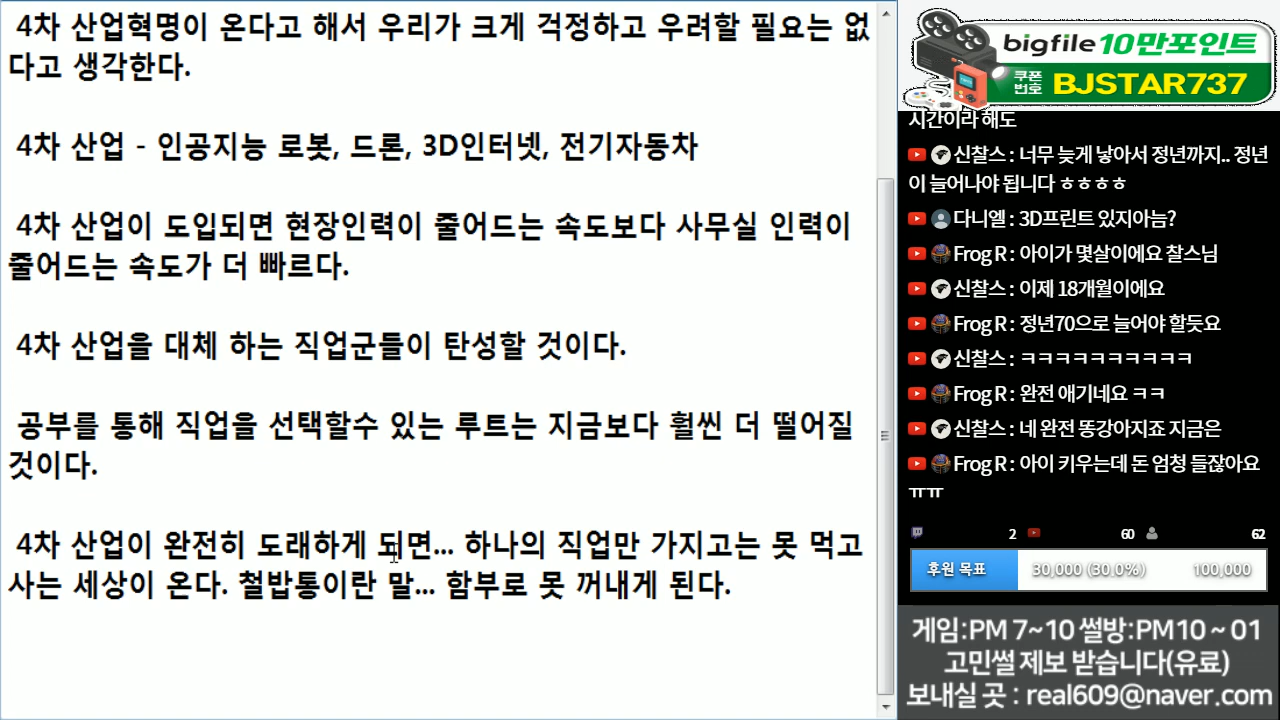 4차 산업혁명이 온다고 해서 우리가 크게 걱정하고 우려할 필요는 없
다고 생각한다.
4차 산업 - 인공지능 로봇, 드론, 3D인터넷, 전기자동차
4차 산업이 도입되면 현장인력이 줄어드는 속도보다 사무실 인력이
줄어드는 속도가 더 빠르다.
4차 산업을 대체 하는 직업군들이 탄성할 것이다.
공부를 통해 직업을 선택할수 있는 루트는 지금보다 훨씬 더 떨어질
것이다.
4차 산업이 완전히 도래하게 되면... 하나의 직업만 가지고는 못 먹고
사는 세상이 온다. 철밥통이란 말... 함부로 못 꺼내게 된다.
bigfile 10만포인트
쿠폰
번호 BJSTAR737
시간이라 해도
신찰스 : 너무 늦게 낳아서 정년까지.. 정년
이 늘어나야 됩니다 ㅎㅎㅎㅎ
다니엘 : 3D프린트 있지아늠?
Frog R : 아이가 몇살이에요 찰스님
신찰스 : 이제 18개월이에요
Frog R : 정년70으로 늘어야 할듯요
신찰스 : ㅋㅋㅋㅋㅋㅋㅋㅋㅋㅋ
Frog R : 완전 애기네요 ㅋㅋ
신찰스 : 네 완전 똥강아지죠 지금은
Frog R : 아이 키우는데 돈 엄청 들잖아요
ㅠㅠ
2 60 62
후원 목표 30,000 (30.0%) 100,000
게임:PM 7~10 썰방:PM10 ~ 01
고민썰 제보 받습니다(유료)
보내실 곳 : real609@naver.com